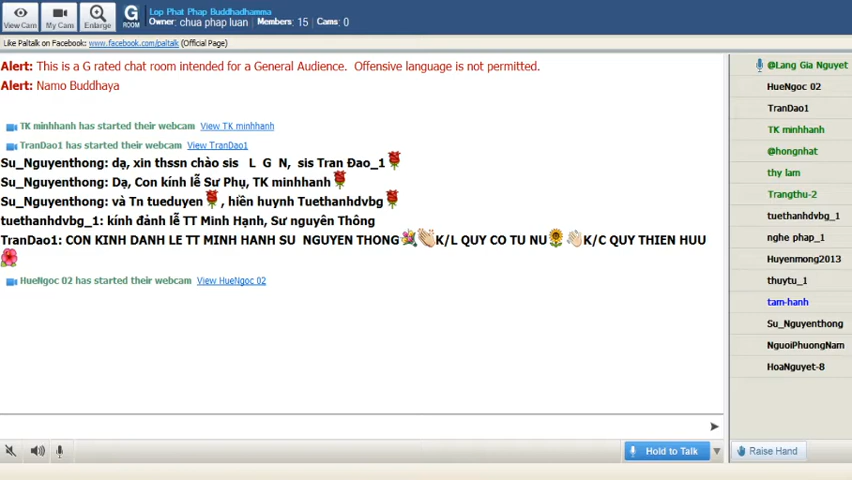 View Cam
My Cam
Enlarge
G
ROOM
Lop Phat Phap Buddhadhamma
Owner: chua phap luan Members: 15 Cams: 0
Like Paltalk on Facebook: www.facebook.com/paltalk (Official Page)
Alert: This is a G rated chat room intended for a General Audience. Offensive language is not permitted.
Alert: Namo Buddhaya
TK minhhanh has started their webcam View TK minhhanh
TranDao1 has started their webcam View TranDao1
Su_Nguyenthong: dạ, xin thssn chào sis L G N, sis Tran Đao_1
Su_Nguyenthong: Dạ, Con kính lễ Sư Phụ, TK minhhanh
Su_Nguyenthong: và Tn tueduyen , hiền huynh Tuethanhdvbg
tuethanhdvbg_1: kính đảnh lễ TT Minh Hạnh, Sư nguyên Thông
TranDao1: CON KINH DANH LE TT MINH HANH SU NGUYEN THONG K/L QUY CO TU NU K/C QUY THIEN HUU
HueNgoc 02 has started their webcam View HueNgoc 02
Hold to Talk
@Lang Gia Nguyet
HueNgoc 02
TranDao1
TK minhhanh
@hongnhat
thy lam
Trangthu-2
tuethanhdvbg_1
nghe phap_1
Huyenmong2013
thuytu_1
tam-hanh
Su_Nguyenthong
NguoiPhuongNam
HoaNguyet-8
Raise Hand